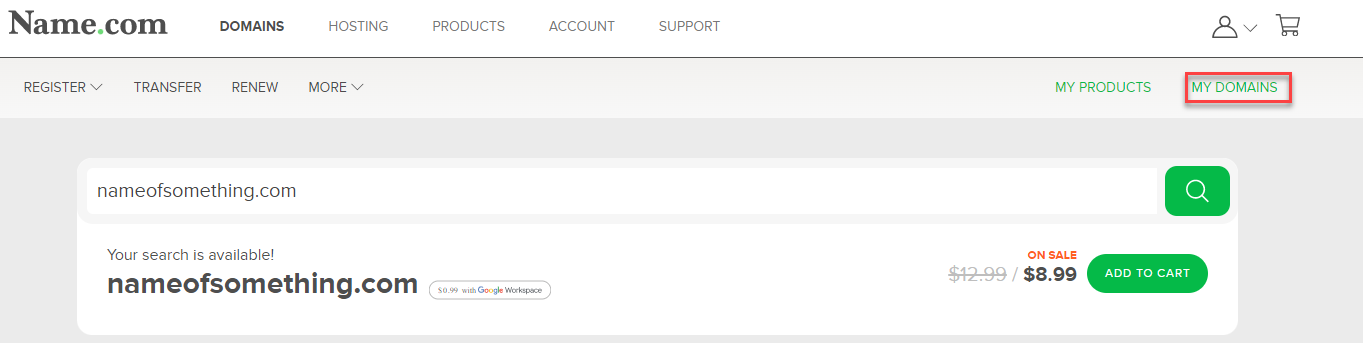 Name.com DOMAINS HOSTING PRODUCTS ACCOUNT SUPPORT
REGISTER TRANSFER RENEW MORE MY PRODUCTS MY DOMAINS
nameofsomething.com
Your search is available!
nameofsomething.com $0.99 with Google Workspace
ON SALE
$12.99 / $8.99 ADD TO CART